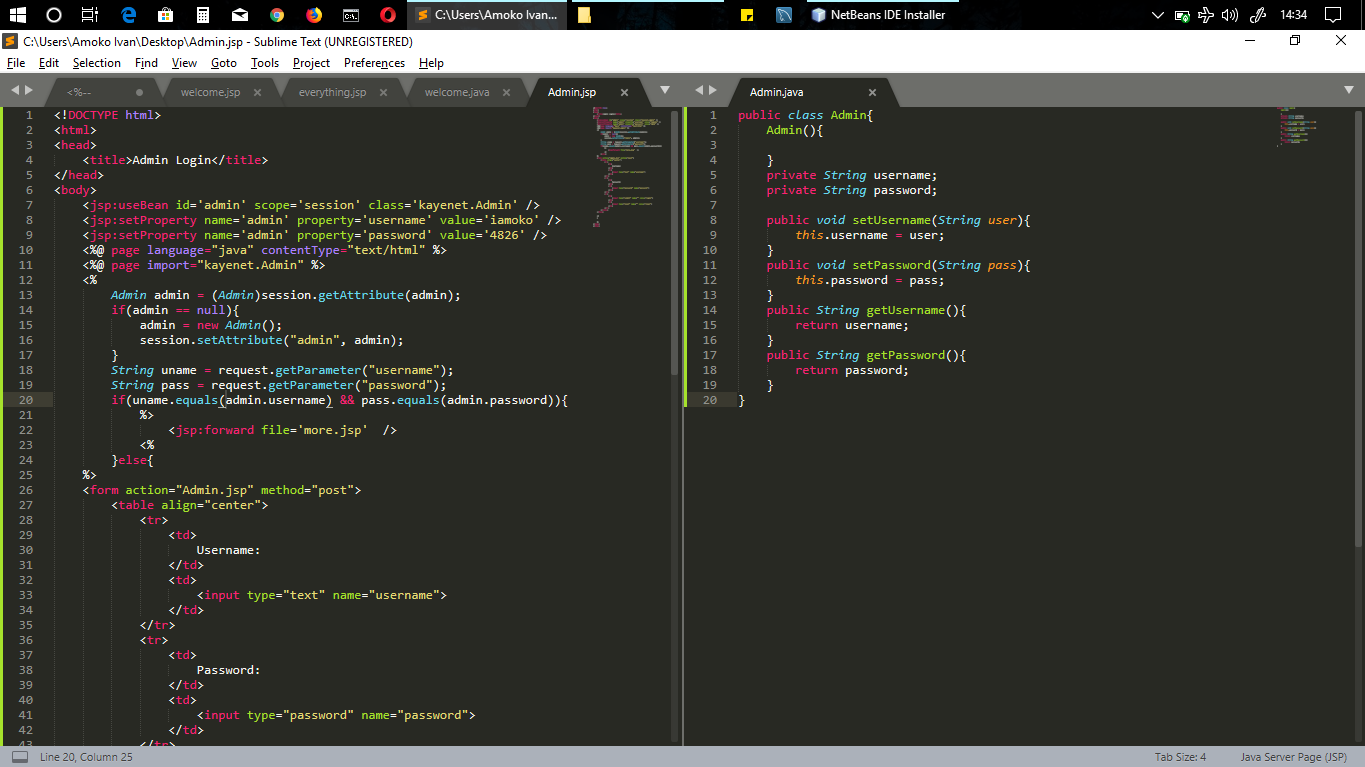 C:\Users\Amoko Ivan...
NetBeans IDE Installer
14:34
C:\Users\Amoko Ivan\Desktop\Admin.jsp - Sublime Text (UNREGISTERED)
File Edit Selection Find View Goto Tools Project Preferences Help
<%-- welcome.jsp everything.jsp welcome.java Admin.jsp
1 <!DOCTYPE html>
2 <html>
3 <head>
4 <title>Admin Login</title>
5 </head>
6 <body>
7 <jsp:useBean id='admin' scope='session' class='kayenet.Admin' />
8 <jsp:setProperty name='admin' property='username' value='iamoko' />
9 <jsp:setProperty name='admin' property='password' value='4826' />
10 <%@ page language="java" contentType="text/html" %>
11 <%@ page import="kayenet.Admin" %>
12 <%
13 Admin admin = (Admin)session.getAttribute(admin);
14 if(admin == null){
15 admin = new Admin();
16 session.setAttribute("admin", admin);
17 }
18 String uname = request.getParameter("username");
19 String pass = request.getParameter("password");
20 if(uname.equals(admin.username) && pass.equals(admin.password)){
21 %>
22 <jsp:forward file='more.jsp' />
23 <%
24 }else{
25 %>
26 <form action="Admin.jsp" method="post">
27 <table align="center">
28 <tr>
29 <td>
30 Username:
31 </td>
32 <td>
33 <input type="text" name="username">
34 </td>
35 </tr>
36 <tr>
37 <td>
38 Password:
39 </td>
40 <td>
41 <input type="password" name="password">
42 </td>
43 </tr>
Admin.java
1 public class Admin{
2 Admin(){
3
4 }
5 private String username;
6 private String password;
7
8 public void setUsername(String user){
9 this.username = user;
10 }
11 public void setPassword(String pass){
12 this.password = pass;
13 }
14 public String getUsername(){
15 return username;
16 }
17 public String getPassword(){
18 return password;
19 }
20 }
Line 20, Column 25
Tab Size: 4
Java Server Page (JSP)